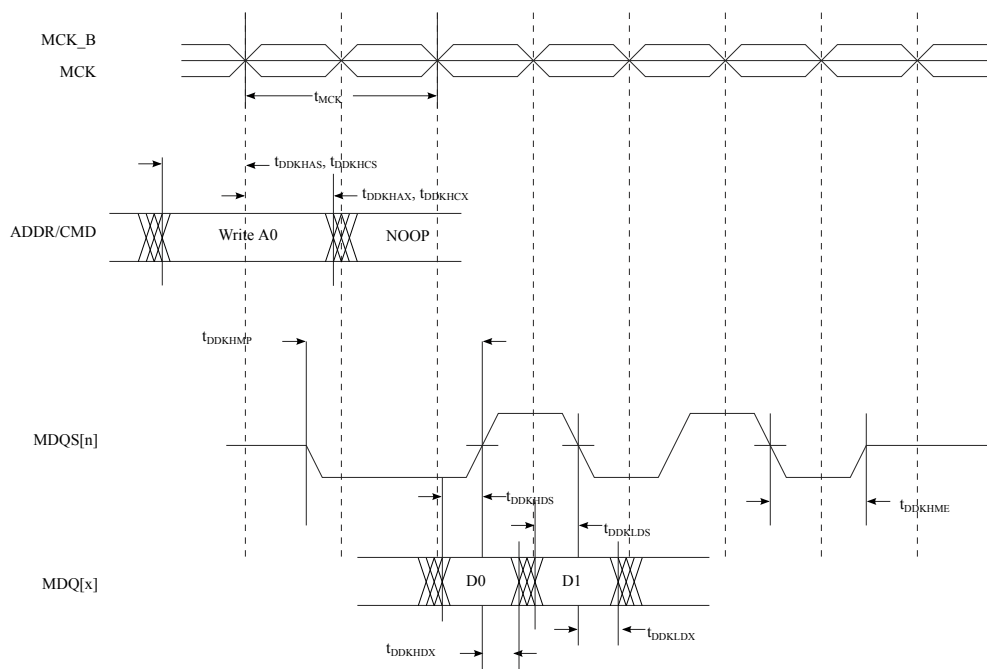 MCK_B
MCK
tMCK
tDDKHAS, tDDKHCS
tDDKHAX, tDDKHCX
ADDR/CMD
Write A0
NOOP
tDDKHMP
MDQS[n]
tDDKHDS
tDDKHME
tDDKLDS
MDQ[x]
D0
D1
tDDKLDX
tDDKHDX